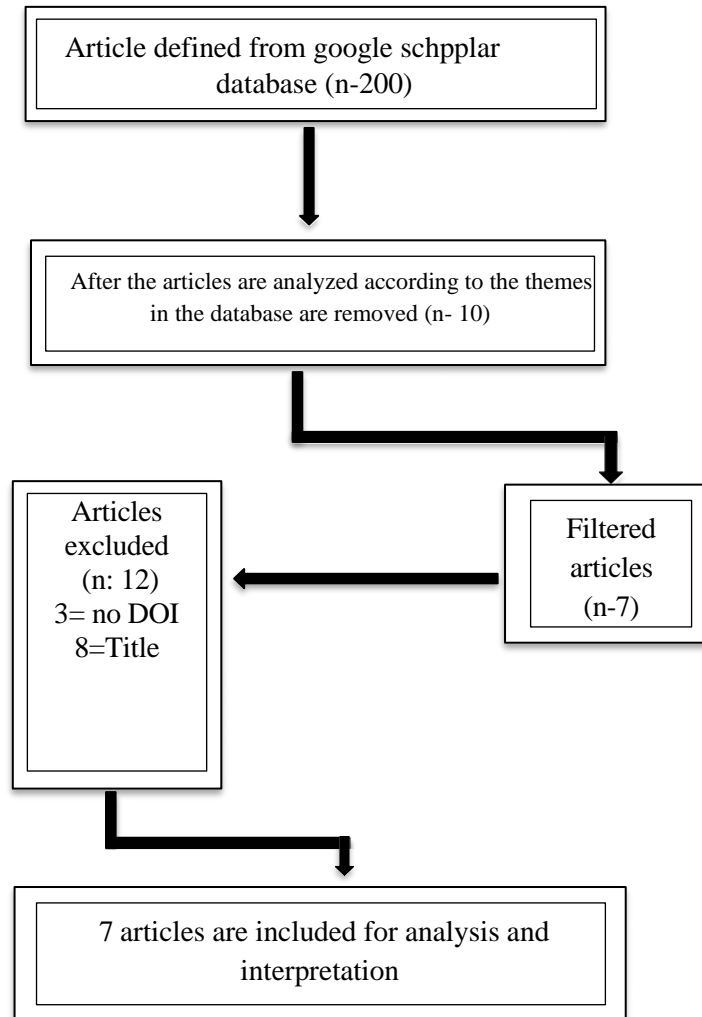 Article defined from google schpplar
database (n-200)
After the articles are analyzed according to the themes
in the database are removed (n- 10)
Articles
excluded
(n: 12)
3= no DOI
8=Title
Filtered
articles
(n-7)
7 articles are included for analysis and
interpretation